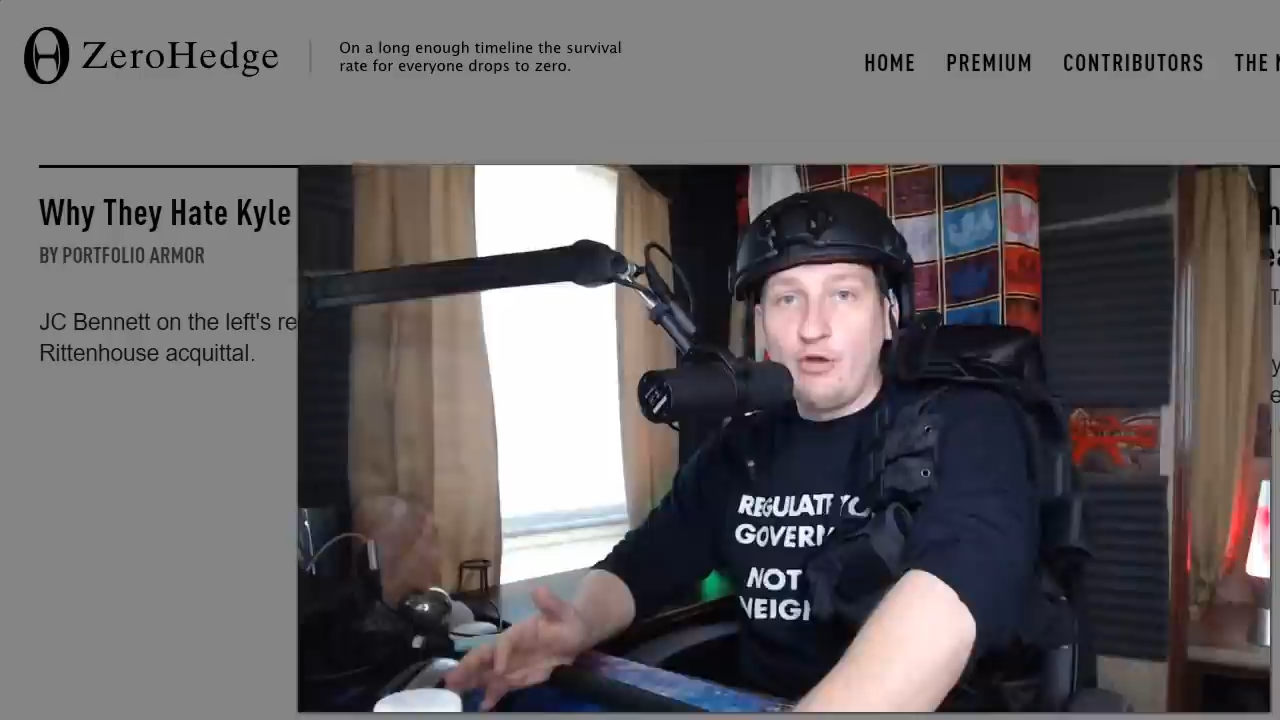 ZeroHedge
On a long enough timeline the survival
rate for everyone drops to zero.
HOME PREMIUM CONTRIBUTORS THE
Why They Hate Kyle
BY PORTFOLIO ARMOR
JC Bennett on the left's re
Rittenhouse acquittal.
REGULATE YO
GOVERN
NOT
NEIGH